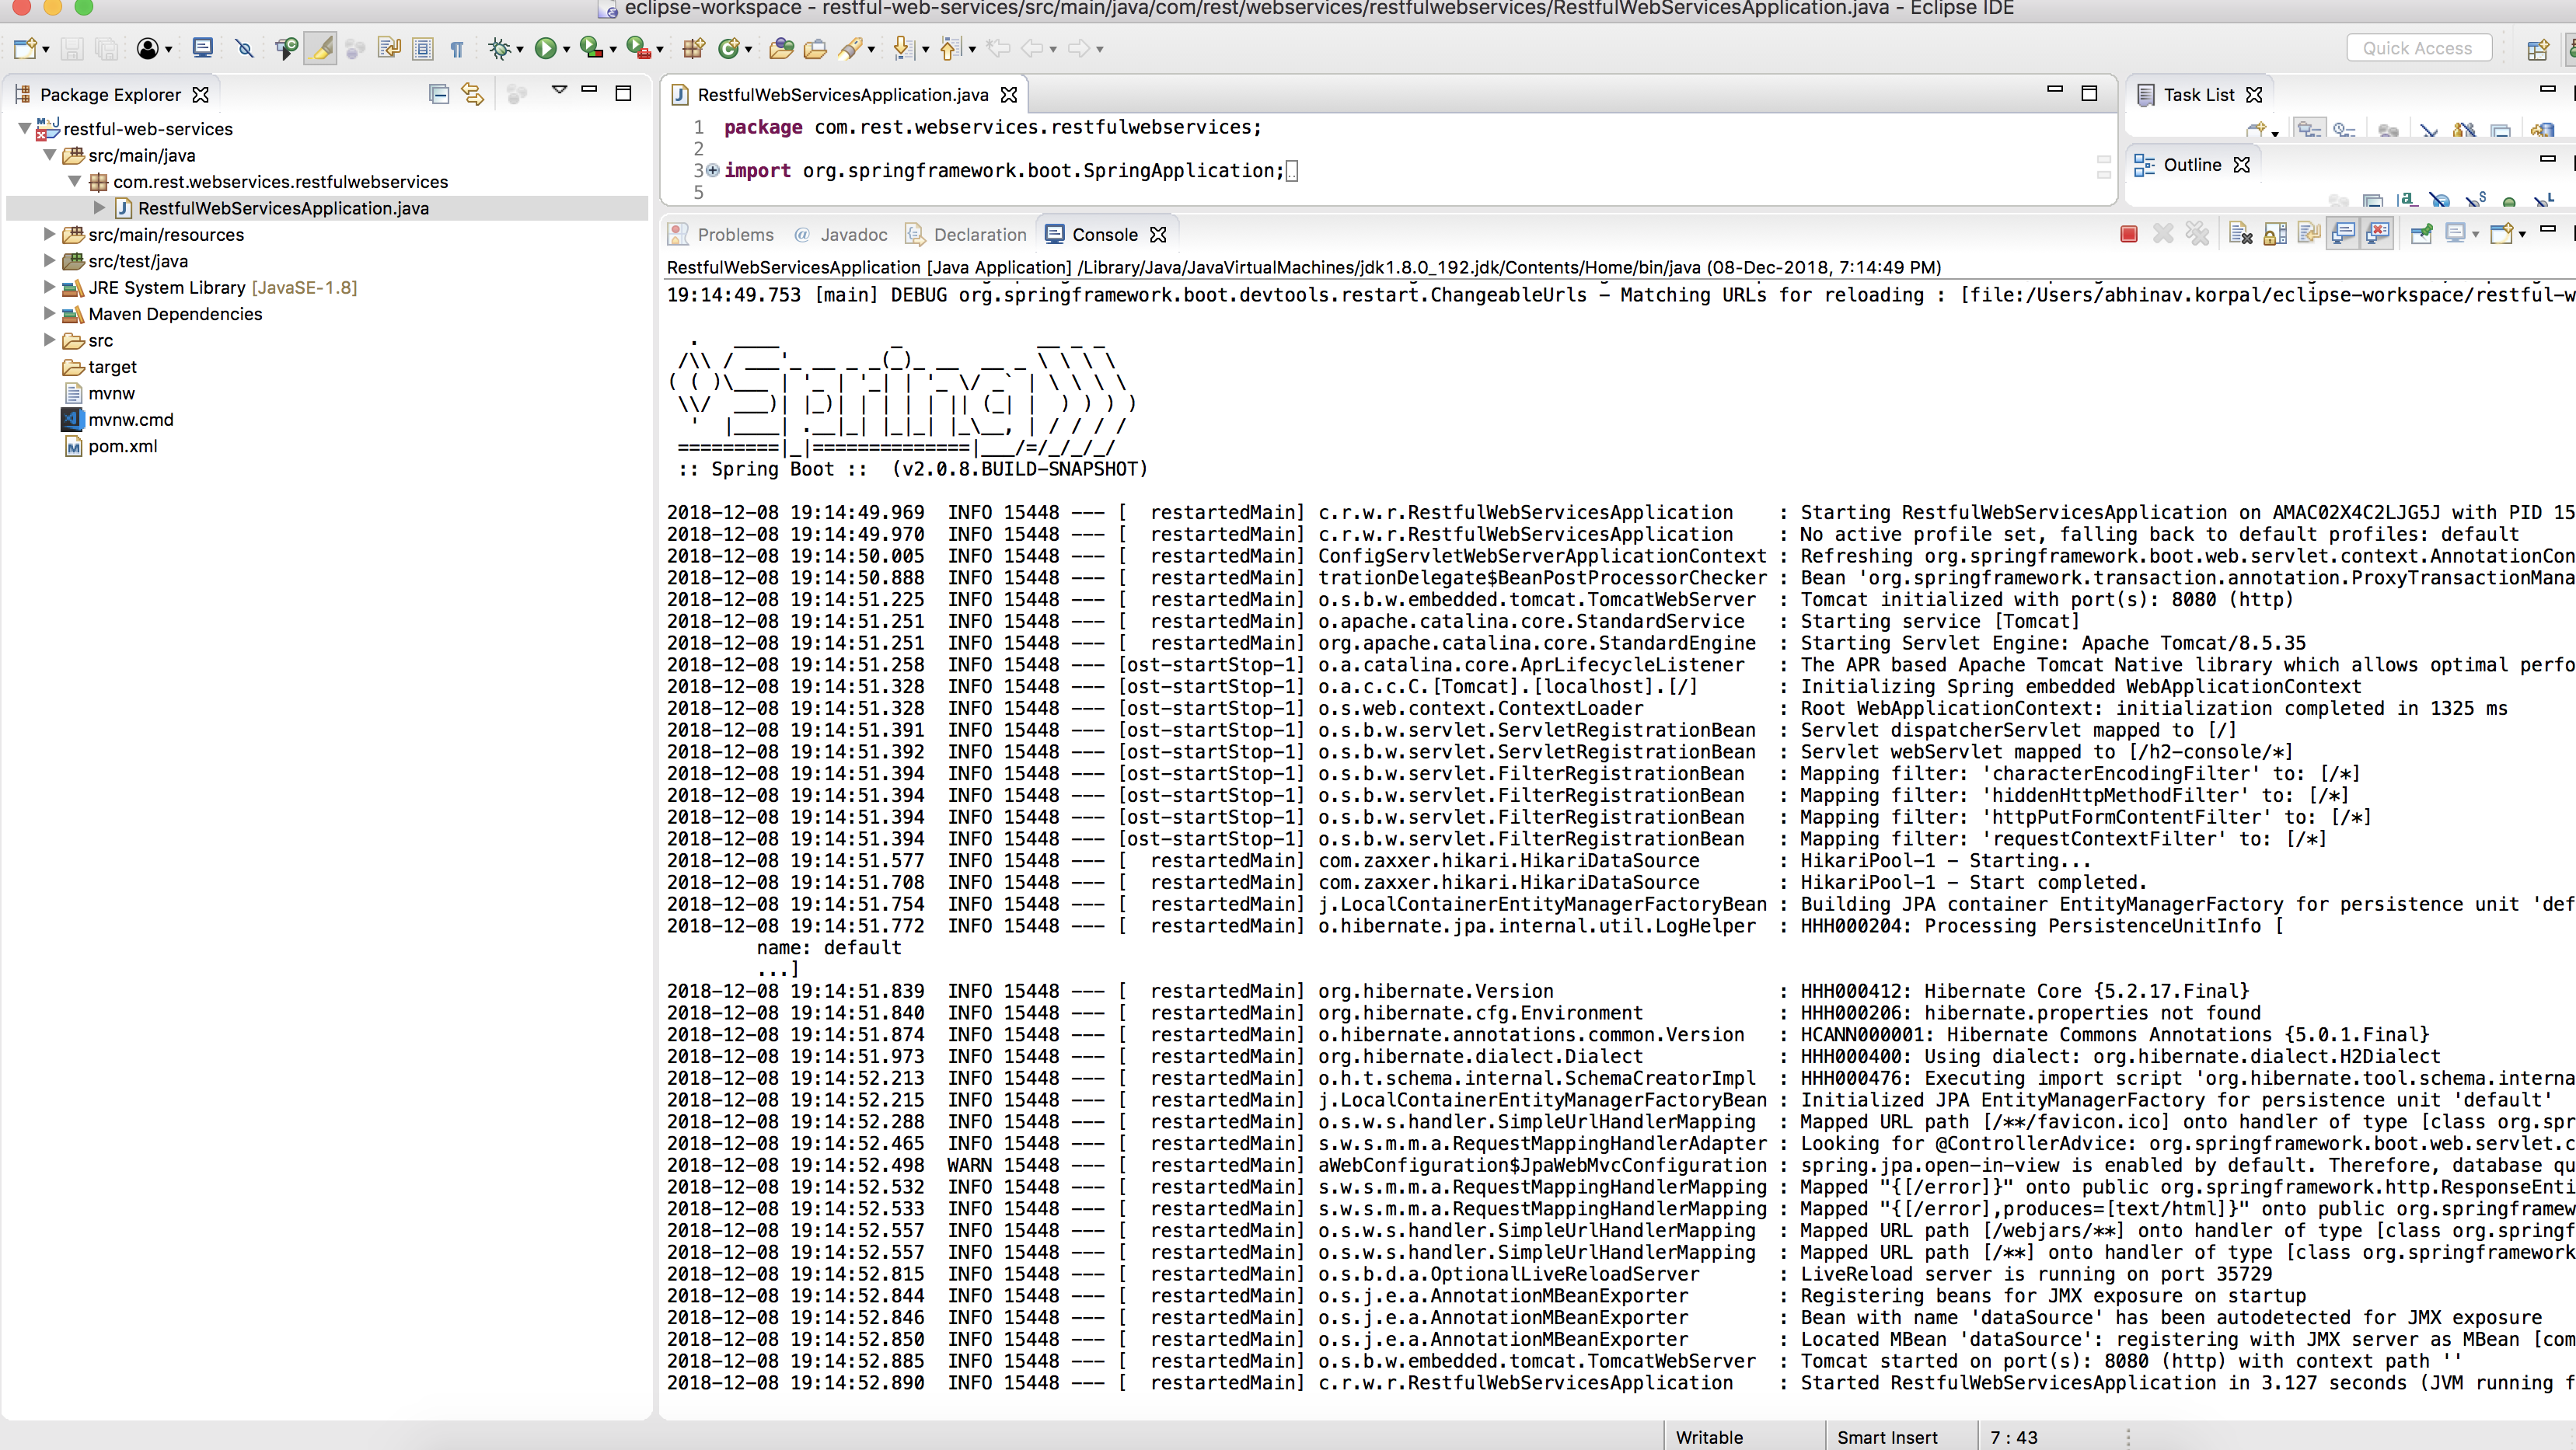 eclipse-workspace - restful-web-services/src/main/java/com/rest/webservices/restfulwebservices/RestfulWebServicesApplication.java - Eclipse IDE
Quick Access
Package Explorer
restful-web-services
src/main/java
com.rest.webservices.restfulwebservices
RestfulWebServicesApplication.java
src/main/resources
src/test/java
JRE System Library [JavaSE-1.8]
Maven Dependencies
src
target
mvnw
mvnw.cmd
pom.xml
RestfulWebServicesApplication.java
1 package com.rest.webservices.restfulwebservices;
2
3 import org.springframework.boot.SpringApplication;
5
Task List
Outline
Problems @ Javadoc Declaration Console
RestfulWebServicesApplication [Java Application] /Library/Java/JavaVirtualMachines/jdk1.8.0_192.jdk/Contents/Home/bin/java (08-Dec-2018, 7:14:49 PM)
19:14:49.753 [main] DEBUG org.springframework.boot.devtools.restart.ChangeableUrls - Matching URLs for reloading : [file:/Users/abhinav.korpal/eclipse-workspace/restful-w
  .   ____          _            __ _ _
 /\\ / ___'_ __ _ _(_)_ __  __ _ \ \ \ \
( ( )\___ | '_ | '_| | '_ \/ _` | \ \ \ \
 \\/  ___)| |_)| | | | | || (_| |  ) ) ) )
  '  |____| .__|_| |_|_| |_\__, | / / / /
 =========|_|==============|___/=/_/_/_/
 :: Spring Boot ::  (v2.0.8.BUILD-SNAPSHOT)
2018-12-08 19:14:49.969  INFO 15448 --- [  restartedMain] c.r.w.r.RestfulWebServicesApplication    : Starting RestfulWebServicesApplication on AMAC02X4C2LJG5J with PID 15
2018-12-08 19:14:49.970  INFO 15448 --- [  restartedMain] c.r.w.r.RestfulWebServicesApplication    : No active profile set, falling back to default profiles: default
2018-12-08 19:14:50.005  INFO 15448 --- [  restartedMain] ConfigServletWebServerApplicationContext : Refreshing org.springframework.boot.web.servlet.context.AnnotationCon
2018-12-08 19:14:50.888  INFO 15448 --- [  restartedMain] trationDelegate$BeanPostProcessorChecker : Bean 'org.springframework.transaction.annotation.ProxyTransactionMana
2018-12-08 19:14:51.225  INFO 15448 --- [  restartedMain] o.s.b.w.embedded.tomcat.TomcatWebServer  : Tomcat initialized with port(s): 8080 (http)
2018-12-08 19:14:51.251  INFO 15448 --- [  restartedMain] o.apache.catalina.core.StandardService   : Starting service [Tomcat]
2018-12-08 19:14:51.251  INFO 15448 --- [  restartedMain] org.apache.catalina.core.StandardEngine  : Starting Servlet Engine: Apache Tomcat/8.5.35
2018-12-08 19:14:51.258  INFO 15448 --- [ost-startStop-1] o.a.catalina.core.AprLifecycleListener   : The APR based Apache Tomcat Native library which allows optimal perfo
2018-12-08 19:14:51.328  INFO 15448 --- [ost-startStop-1] o.a.c.c.C.[Tomcat].[localhost].[/]       : Initializing Spring embedded WebApplicationContext
2018-12-08 19:14:51.328  INFO 15448 --- [ost-startStop-1] o.s.web.context.ContextLoader            : Root WebApplicationContext: initialization completed in 1325 ms
2018-12-08 19:14:51.391  INFO 15448 --- [ost-startStop-1] o.s.b.w.servlet.ServletRegistrationBean  : Servlet dispatcherServlet mapped to [/]
2018-12-08 19:14:51.392  INFO 15448 --- [ost-startStop-1] o.s.b.w.servlet.ServletRegistrationBean  : Servlet webServlet mapped to [/h2-console/*]
2018-12-08 19:14:51.394  INFO 15448 --- [ost-startStop-1] o.s.b.w.servlet.FilterRegistrationBean   : Mapping filter: 'characterEncodingFilter' to: [/*]
2018-12-08 19:14:51.394  INFO 15448 --- [ost-startStop-1] o.s.b.w.servlet.FilterRegistrationBean   : Mapping filter: 'hiddenHttpMethodFilter' to: [/*]
2018-12-08 19:14:51.394  INFO 15448 --- [ost-startStop-1] o.s.b.w.servlet.FilterRegistrationBean   : Mapping filter: 'httpPutFormContentFilter' to: [/*]
2018-12-08 19:14:51.394  INFO 15448 --- [ost-startStop-1] o.s.b.w.servlet.FilterRegistrationBean   : Mapping filter: 'requestContextFilter' to: [/*]
2018-12-08 19:14:51.577  INFO 15448 --- [  restartedMain] com.zaxxer.hikari.HikariDataSource       : HikariPool-1 - Starting...
2018-12-08 19:14:51.708  INFO 15448 --- [  restartedMain] com.zaxxer.hikari.HikariDataSource       : HikariPool-1 - Start completed.
2018-12-08 19:14:51.754  INFO 15448 --- [  restartedMain] j.LocalContainerEntityManagerFactoryBean : Building JPA container EntityManagerFactory for persistence unit 'def
2018-12-08 19:14:51.772  INFO 15448 --- [  restartedMain] o.hibernate.jpa.internal.util.LogHelper  : HHH000204: Processing PersistenceUnitInfo [
name: default
...]
2018-12-08 19:14:51.839  INFO 15448 --- [  restartedMain] org.hibernate.Version                    : HHH000412: Hibernate Core {5.2.17.Final}
2018-12-08 19:14:51.840  INFO 15448 --- [  restartedMain] org.hibernate.cfg.Environment            : HHH000206: hibernate.properties not found
2018-12-08 19:14:51.874  INFO 15448 --- [  restartedMain] o.hibernate.annotations.common.Version   : HCANN000001: Hibernate Commons Annotations {5.0.1.Final}
2018-12-08 19:14:51.973  INFO 15448 --- [  restartedMain] org.hibernate.dialect.Dialect            : HHH000400: Using dialect: org.hibernate.dialect.H2Dialect
2018-12-08 19:14:52.213  INFO 15448 --- [  restartedMain] o.h.t.schema.internal.SchemaCreatorImpl  : HHH000476: Executing import script 'org.hibernate.tool.schema.interna
2018-12-08 19:14:52.215  INFO 15448 --- [  restartedMain] j.LocalContainerEntityManagerFactoryBean : Initialized JPA EntityManagerFactory for persistence unit 'default'
2018-12-08 19:14:52.288  INFO 15448 --- [  restartedMain] o.s.w.s.handler.SimpleUrlHandlerMapping  : Mapped URL path [/**/favicon.ico] onto handler of type [class org.spr
2018-12-08 19:14:52.465  INFO 15448 --- [  restartedMain] s.w.s.m.m.a.RequestMappingHandlerAdapter : Looking for @ControllerAdvice: org.springframework.boot.web.servlet.c
2018-12-08 19:14:52.498  WARN 15448 --- [  restartedMain] aWebConfiguration$JpaWebMvcConfiguration : spring.jpa.open-in-view is enabled by default. Therefore, database qu
2018-12-08 19:14:52.532  INFO 15448 --- [  restartedMain] s.w.s.m.m.a.RequestMappingHandlerMapping : Mapped "{[/error]}" onto public org.springframework.http.ResponseEnti
2018-12-08 19:14:52.533  INFO 15448 --- [  restartedMain] s.w.s.m.m.a.RequestMappingHandlerMapping : Mapped "{[/error],produces=[text/html]}" onto public org.springframew
2018-12-08 19:14:52.557  INFO 15448 --- [  restartedMain] o.s.w.s.handler.SimpleUrlHandlerMapping  : Mapped URL path [/webjars/**] onto handler of type [class org.springf
2018-12-08 19:14:52.557  INFO 15448 --- [  restartedMain] o.s.w.s.handler.SimpleUrlHandlerMapping  : Mapped URL path [/**] onto handler of type [class org.springframework
2018-12-08 19:14:52.815  INFO 15448 --- [  restartedMain] o.s.b.d.a.OptionalLiveReloadServer       : LiveReload server is running on port 35729
2018-12-08 19:14:52.844  INFO 15448 --- [  restartedMain] o.s.j.e.a.AnnotationMBeanExporter        : Registering beans for JMX exposure on startup
2018-12-08 19:14:52.846  INFO 15448 --- [  restartedMain] o.s.j.e.a.AnnotationMBeanExporter        : Bean with name 'dataSource' has been autodetected for JMX exposure
2018-12-08 19:14:52.850  INFO 15448 --- [  restartedMain] o.s.j.e.a.AnnotationMBeanExporter        : Located MBean 'dataSource': registering with JMX server as MBean [com
2018-12-08 19:14:52.885  INFO 15448 --- [  restartedMain] o.s.b.w.embedded.tomcat.TomcatWebServer  : Tomcat started on port(s): 8080 (http) with context path ''
2018-12-08 19:14:52.890  INFO 15448 --- [  restartedMain] c.r.w.r.RestfulWebServicesApplication    : Started RestfulWebServicesApplication in 3.127 seconds (JVM running f
Writable Smart Insert 7 : 43